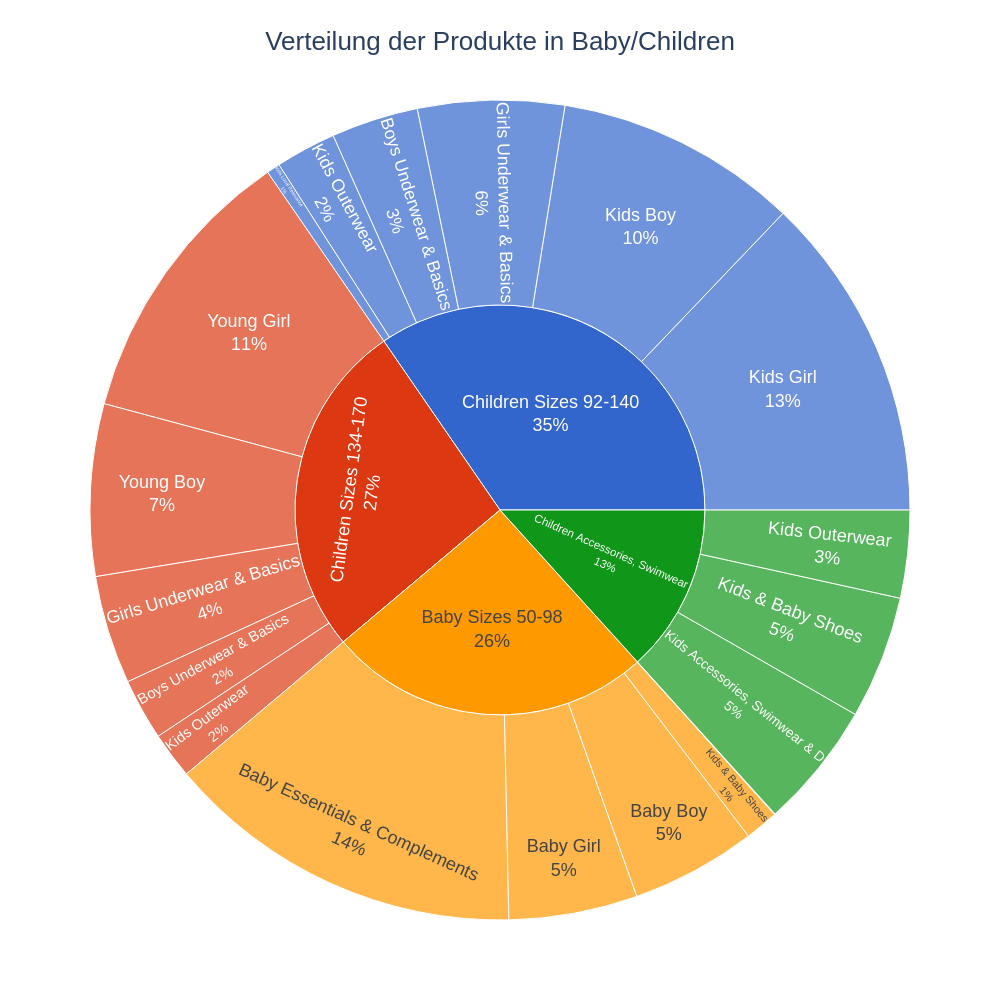 Verteilung der Produkte in Baby/Children
Children Sizes 92-140
35%
Kids Girl
13%
Kids Boy
10%
Girls Underwear & Basics
6%
Boys Underwear & Basics
3%
Kids Outerwear
2%
1%
Children Sizes 134-170
27%
Young Girl
11%
Young Boy
7%
Girls Underwear & Basics
4%
Boys Underwear & Basics
2%
Kids Outerwear
2%
Baby Sizes 50-98
26%
Baby Essentials & Complements
14%
Baby Girl
5%
Baby Boy
5%
Kids & Baby Shoes
1%
Children Accessories, Swimwear
13%
Kids Outerwear
3%
Kids & Baby Shoes
5%
Kids Accessories, Swimwear & D
5%